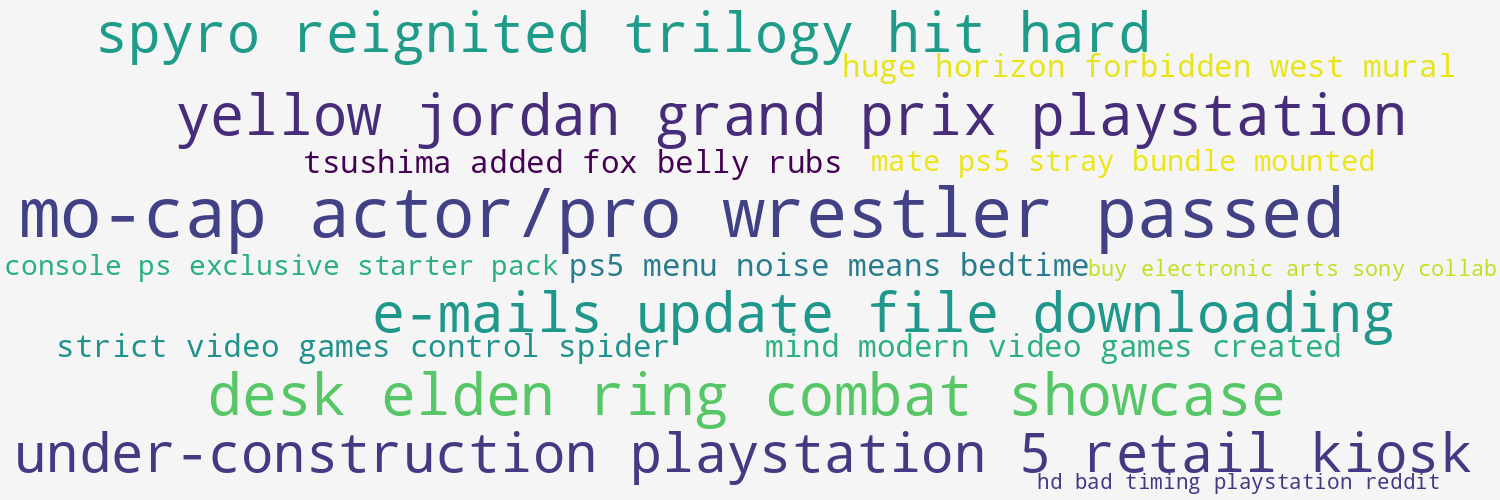 spyro reignited trilogy hit hard
huge horizon forbidden west mural
yellow jordan grand prix playstation
tsushima added fox belly rubs
mate ps5 stray bundle mounted
mo-cap actor/pro wrestler passed
console ps exclusive starter pack
ps5 menu noise means bedtime
buy electronic arts sony collab
e-mails update file downloading
strict video games control spider
mind modern video games created
desk elden ring combat showcase
under-construction playstation 5 retail kiosk
hd bad timing playstation reddit